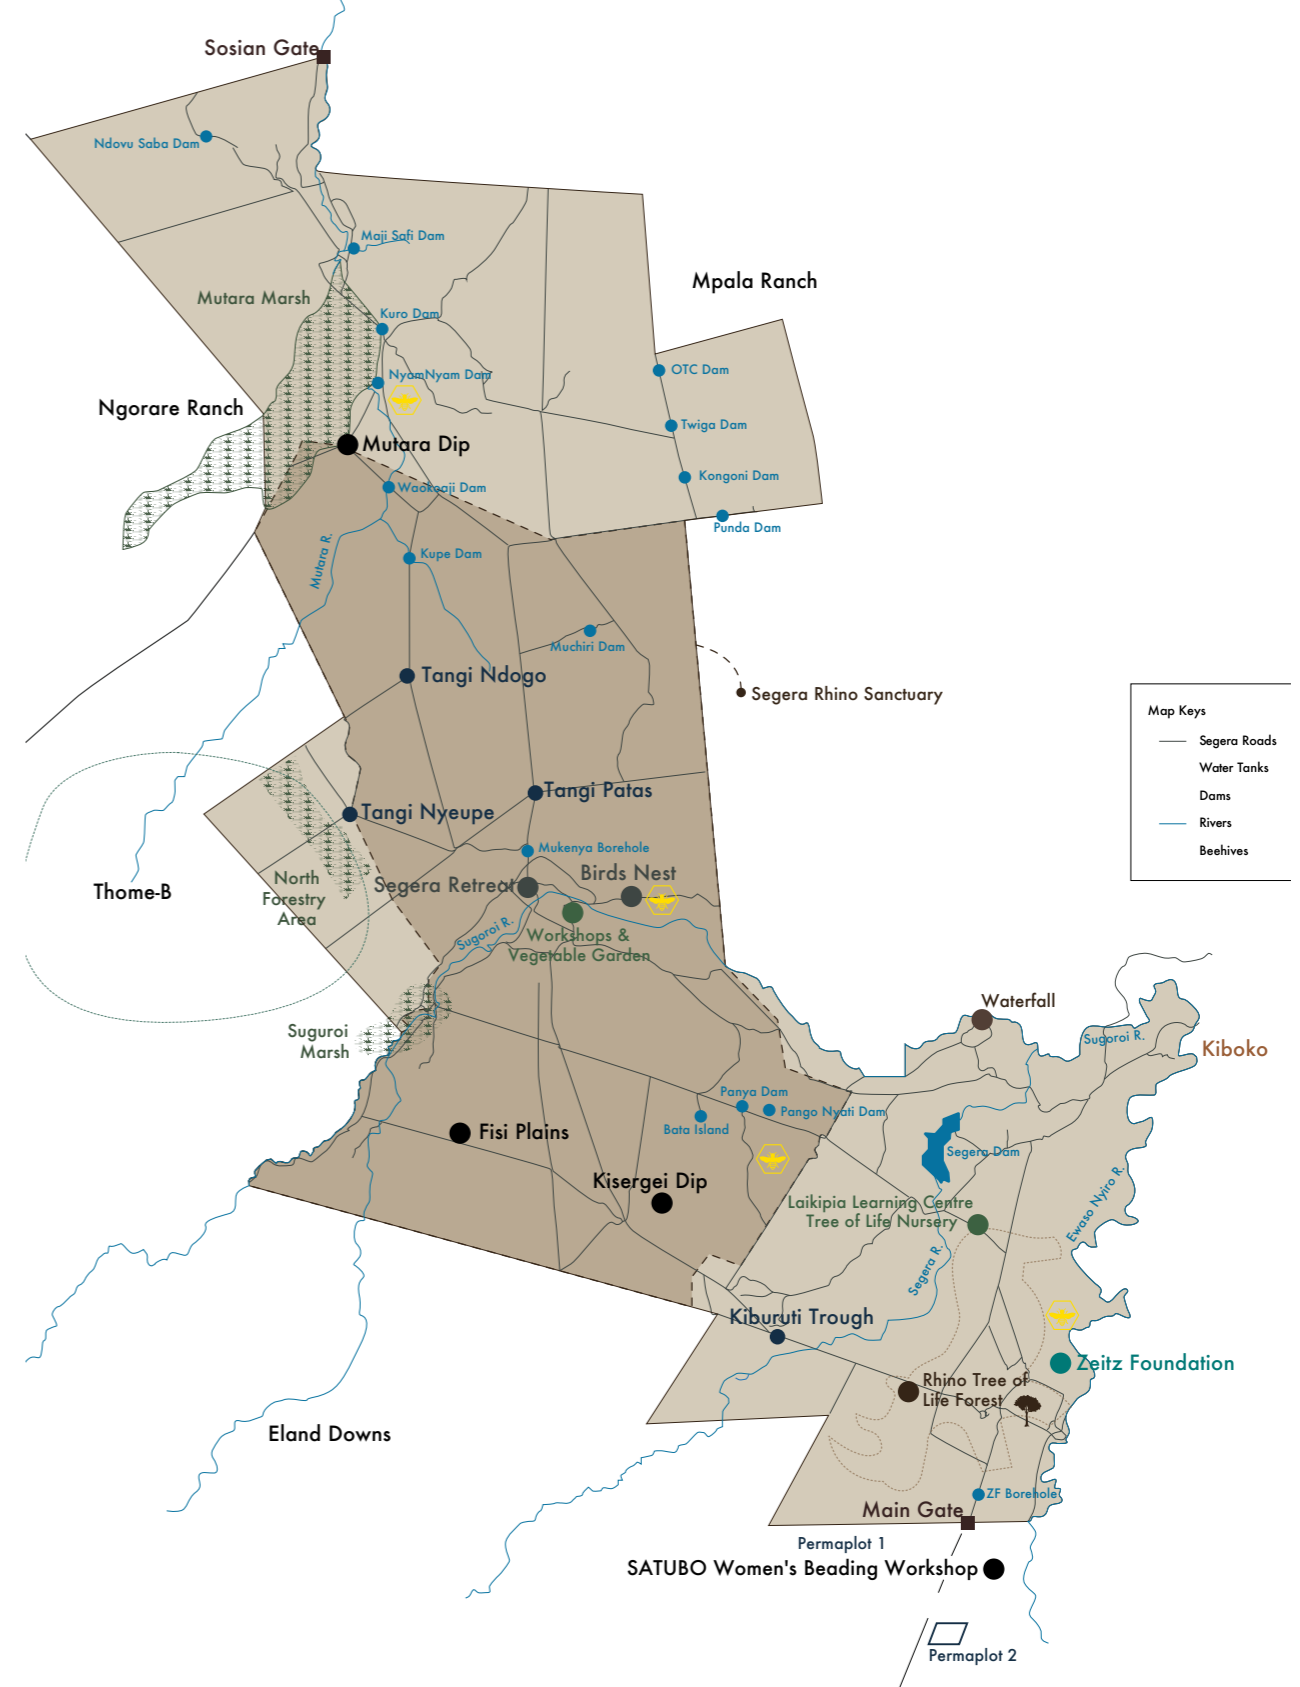 Sosian Gate
Ndovu Saba Dam
Maji Safi Dam
Mpala Ranch
Mutara Marsh
Kuro Dam
OTC Dam
NyamNyam Dam
Ngorare Ranch
Twiga Dam
Mutara Dip
Kongoni Dam
Waokoaji Dam
Punda Dam
Mutara R.
Kupe Dam
Muchiri Dam
Tangi Ndogo
Segera Rhino Sanctuary
Map Keys
Segera Roads
Water Tanks
Dams
Rivers
Beehives
Tangi Patas
Tangi Nyeupe
Mukenya Borehole
Thome-B
North
Forestry
Area
Segera Retreat
Birds Nest
Sugoroi R.
Workshops &
Vegetable Garden
Suguroi
Marsh
Waterfall
Sugoroi R.
Kiboko
Panya Dam
Pango Nyati Dam
Bata Island
Fisi Plains
Segera Dam
Kisergei Dip
Laikipia Learning Centre
Tree of Life Nursery
Ewaso Nyiro R.
Segera R.
Kiburuti Trough
Zeitz Foundation
Rhino Tree of
Life Forest
Eland Downs
ZF Borehole
Main Gate
Permaplot 1
SATUBO Women's Beading Workshop
Permaplot 2